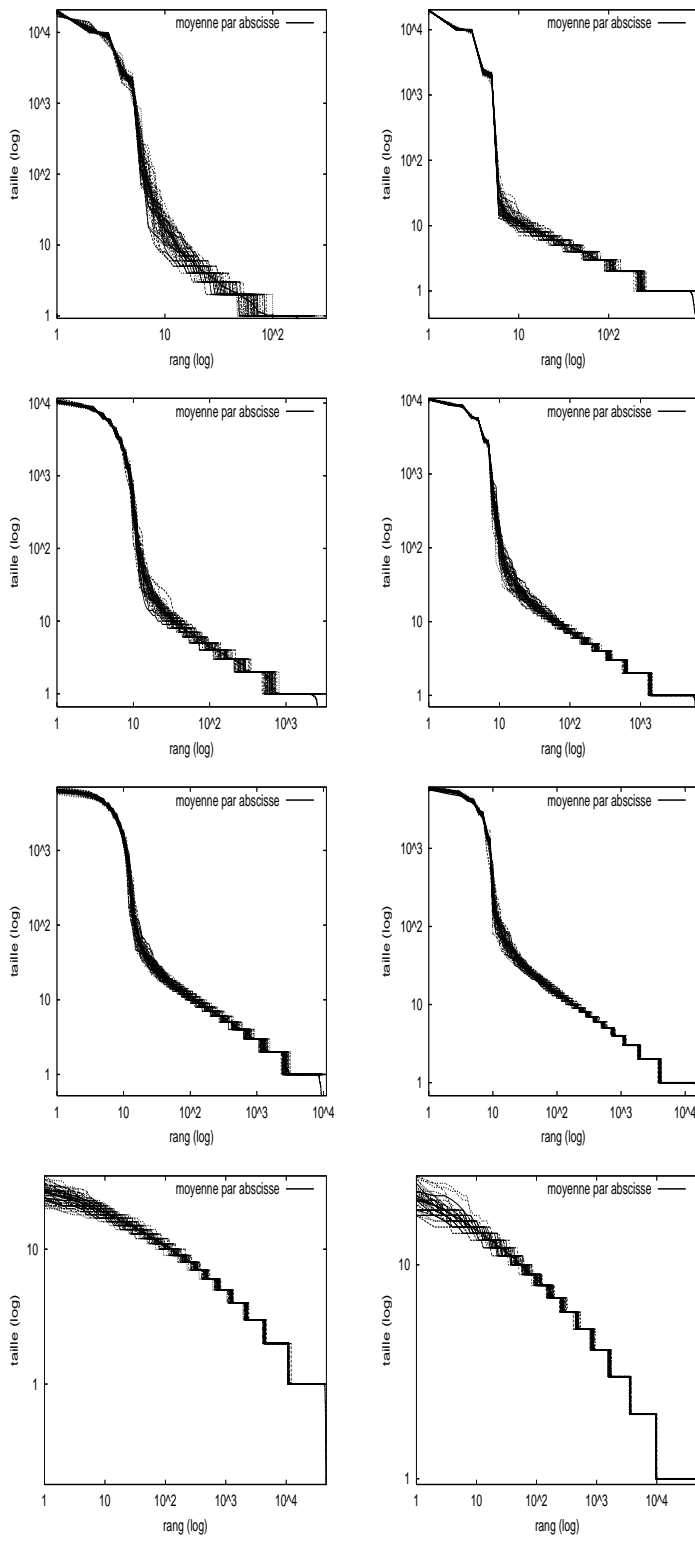 moyenne par abscisse
10^4
10^3
10^2
10
1
taille (log)
1 10 10^2
rang (log)
moyenne par abscisse
10^4
10^3
10^2
10
1
taille (log)
1 10 10^2
rang (log)
moyenne par abscisse
10^4
10^3
10^2
10
1
taille (log)
1 10 10^2 10^3
rang (log)
moyenne par abscisse
10^4
10^3
10^2
10
1
taille (log)
1 10 10^2 10^3
rang (log)
moyenne par abscisse
10^3
10^2
10
1
taille (log)
1 10 10^2 10^3 10^4
rang (log)
moyenne par abscisse
10^3
10^2
10
1
taille (log)
1 10 10^2 10^3 10^4
rang (log)
moyenne par abscisse
10
1
taille (log)
1 10 10^2 10^3 10^4
rang (log)
moyenne par abscisse
10
1
taille (log)
1 10 10^2 10^3 10^4
rang (log)